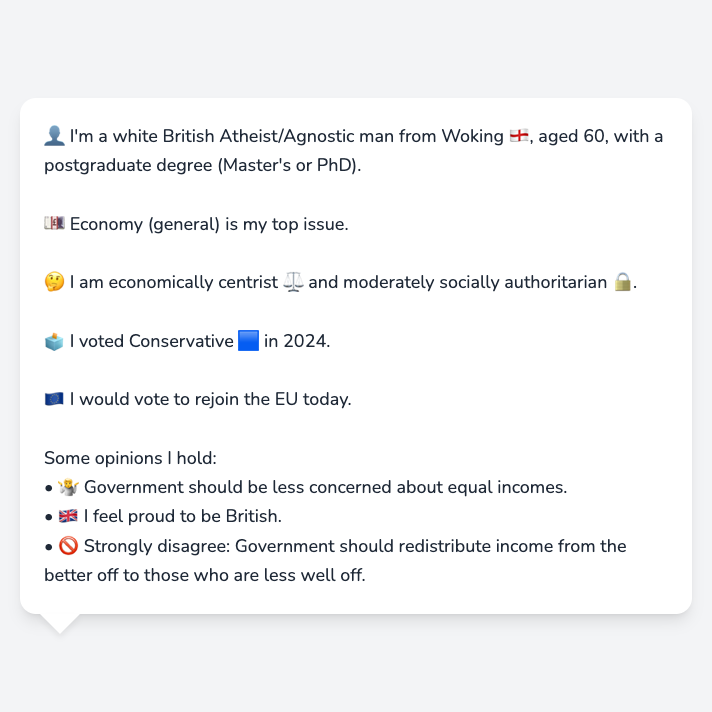 👤 I'm a white British Atheist/Agnostic man from Woking 🏴󠁧󠁢󠁥󠁮󠁧󠁿, aged 60, with a
postgraduate degree (Master's or PhD).
💷 Economy (general) is my top issue.
🤔 I am economically centrist ⚖️ and moderately socially authoritarian 🔒.
🗳️ I voted Conservative 🟦 in 2024.
🇪🇺 I would vote to rejoin the EU today.
Some opinions I hold:
• 🤷 Government should be less concerned about equal incomes.
• 🇬🇧 I feel proud to be British.
• 🚫 Strongly disagree: Government should redistribute income from the
better off to those who are less well off.